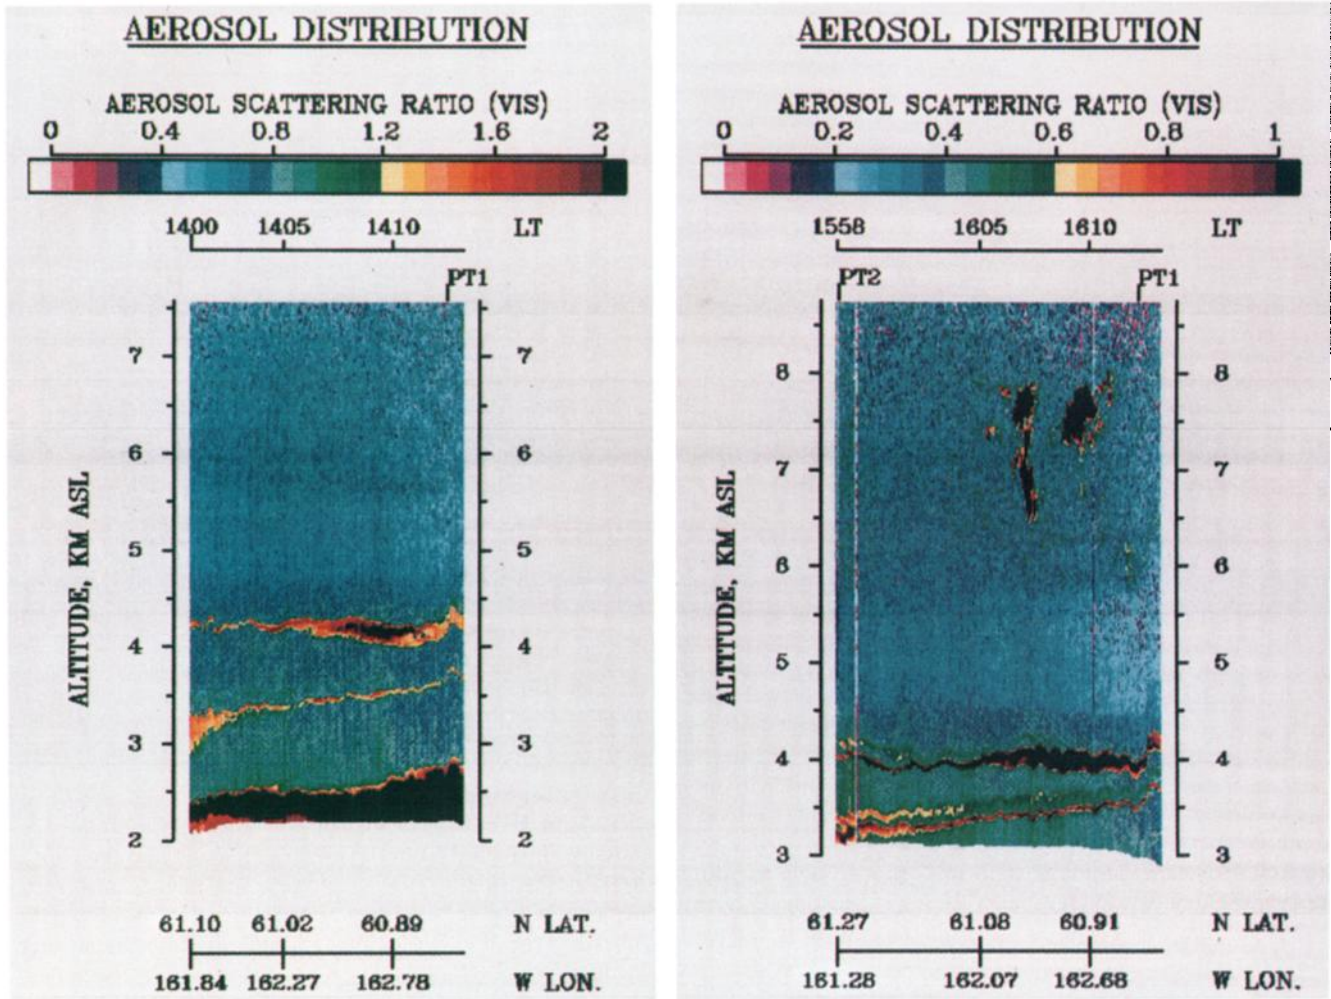 AEROSOL DISTRIBUTION
AEROSOL SCATTERING RATIO (VIS)
0 0.4 0.8 1.2 1.6 2
1400 1405 1410 LT
PT1
7 7
6 6
5 5
4 4
3 3
2 2
ALTITUDE, KM ASL
61.10 61.02 60.89 N LAT.
161.84 162.27 162.78 W LON.
AEROSOL DISTRIBUTION
AEROSOL SCATTERING RATIO (VIS)
0 0.2 0.4 0.6 0.8 1
1558 1605 1610 LT
PT2 PT1
8 8
7 7
6 6
5 5
4 4
3 3
ALTITUDE, KM ASL
61.27 61.08 60.91 N LAT.
161.28 162.07 162.68 W LON.